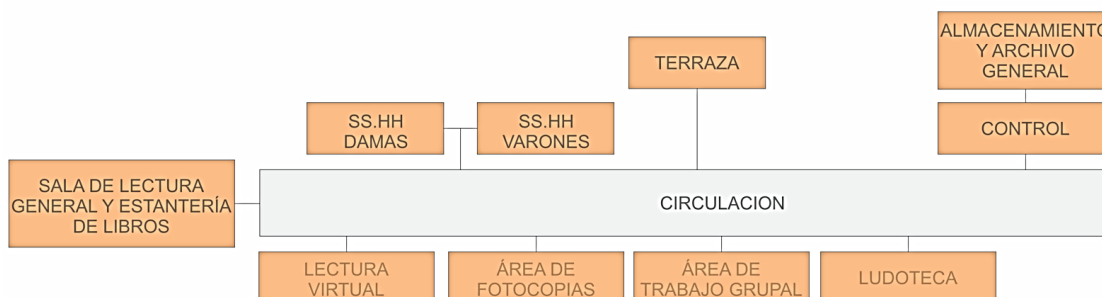 ALMACENAMIENTO
Y ARCHIVO
GENERAL
TERRAZA
SS.HH
DAMAS
SS.HH
VARONES
CONTROL
SALA DE LECTURA
GENERAL Y ESTANTERÍA
DE LIBROS
CIRCULACION
LECTURA
VIRTUAL
ÁREA DE
FOTOCOPIAS
ÁREA DE
TRABAJO GRUPAL
LUDOTECA